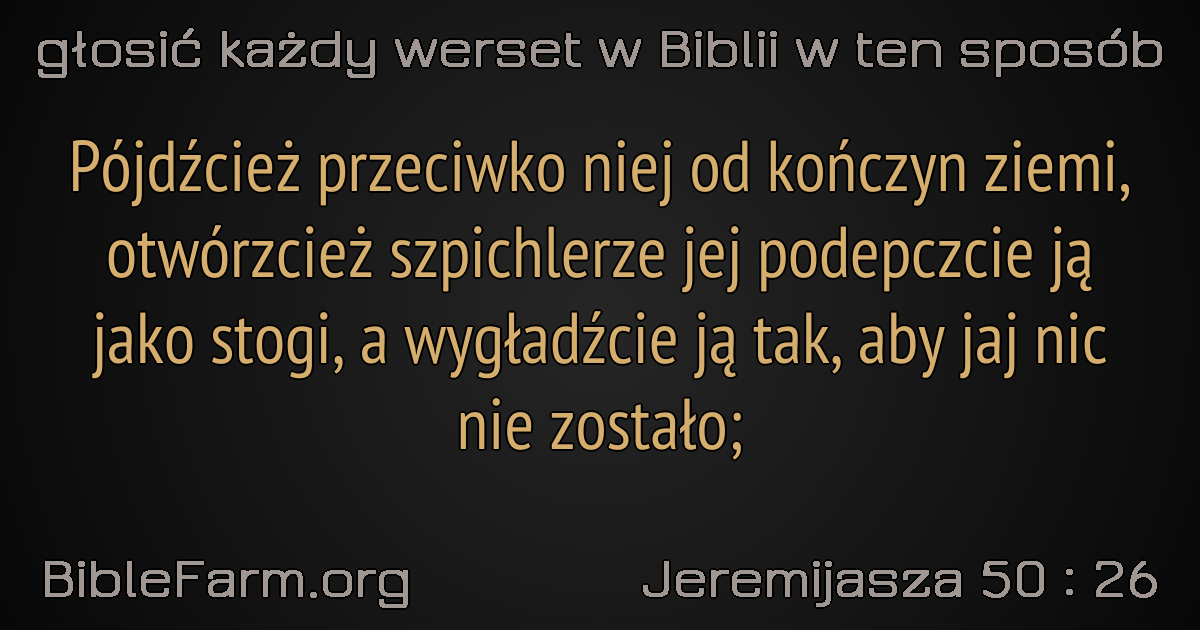 głosić każdy werset w Biblii w ten sposób
Pójdźcież przeciwko niej od kończyn ziemi,
otwórzcież szpichlerze jej podepczcie ją
jako stogi, a wygładźcie ją tak, aby jaj nic
nie zostało;
BibleFarm.org
Jeremijasza 50 : 26